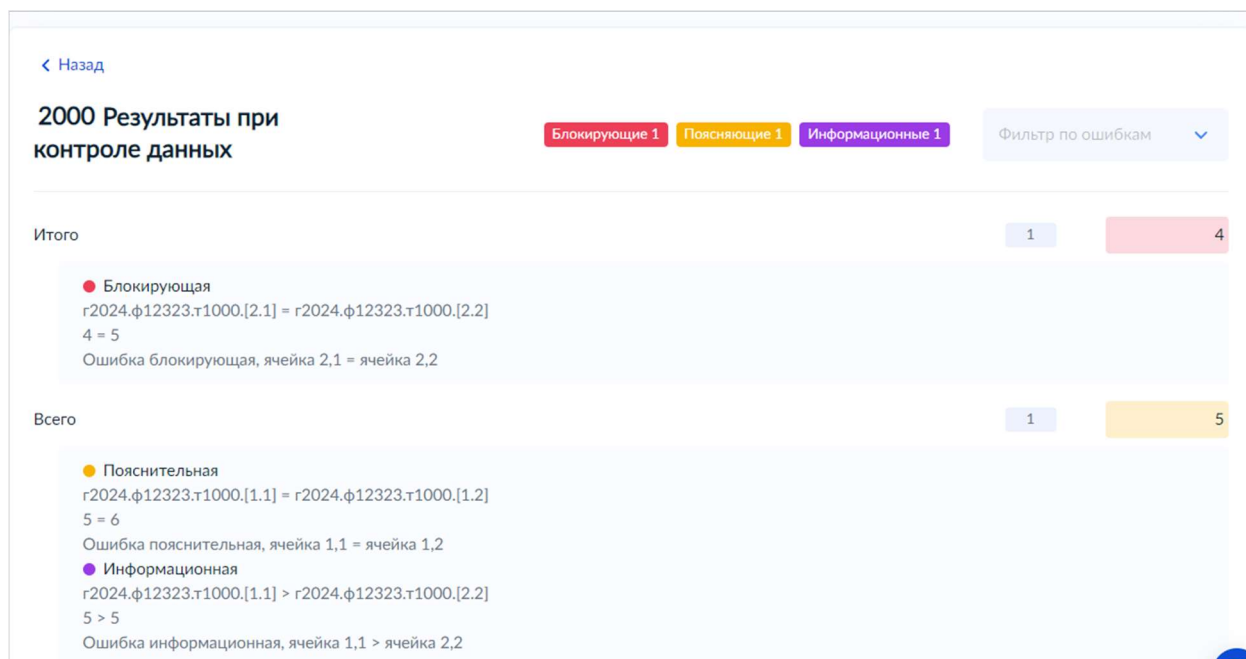 Назад
2000 Результаты при
контроле данных
Блокирующие 1 Поясняющие 1 Информационные 1 Фильтр по ошибкам
Итого 1 4
Блокирующая
г2024.ф12323.т1000.[2.1] = г2024.ф12323.т1000.[2.2]
4 = 5
Ошибка блокирующая, ячейка 2,1 = ячейка 2,2
Всего 1 5
Пояснительная
г2024.ф12323.т1000.[1.1] = г2024.ф12323.т1000.[1.2]
5 = 6
Ошибка пояснительная, ячейка 1,1 = ячейка 1,2
Информационная
г2024.ф12323.т1000.[1.1] > г2024.ф12323.т1000.[2.2]
5 > 5
Ошибка информационная, ячейка 1,1 > ячейка 2,2